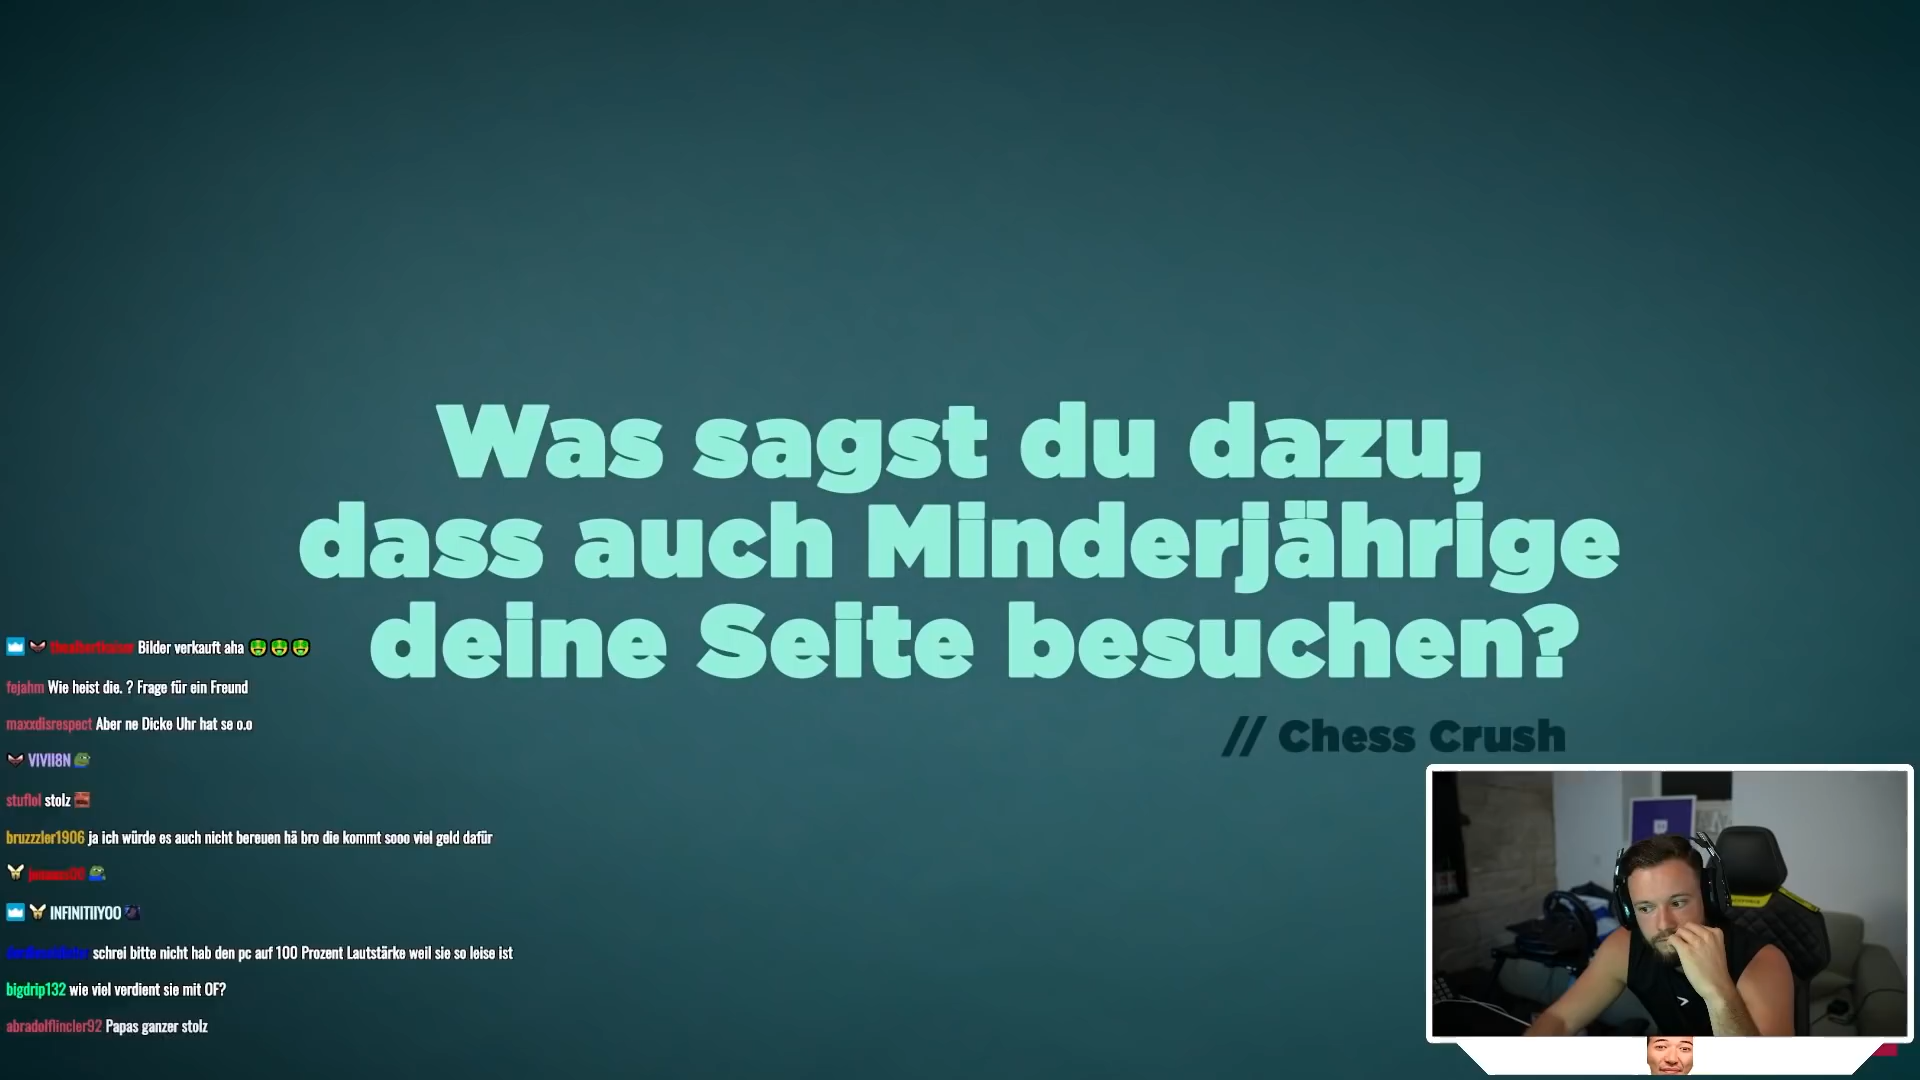 Was sagst du dazu,
dass auch Minderjährige
deine Seite besuchen?
// Chess Crush
thealbertkaiser Bilder verkauft aha
fejahm Wie heist die. ? Frage für ein Freund
maxxdisrespect Aber ne Dicke Uhr hat se o.o
VIVII8N
stuflol stolz
bruzzzler1906 ja ich würde es auch nicht bereuen hä bro die kommt sooo viel geld dafür
INFINITIIYOO
schrei bitte nicht hab den pc auf 100 Prozent Lautstärke weil sie so leise ist
bigdrip132 wie viel verdient sie mit OF?
abradolflincler92 Papas ganzer stolz